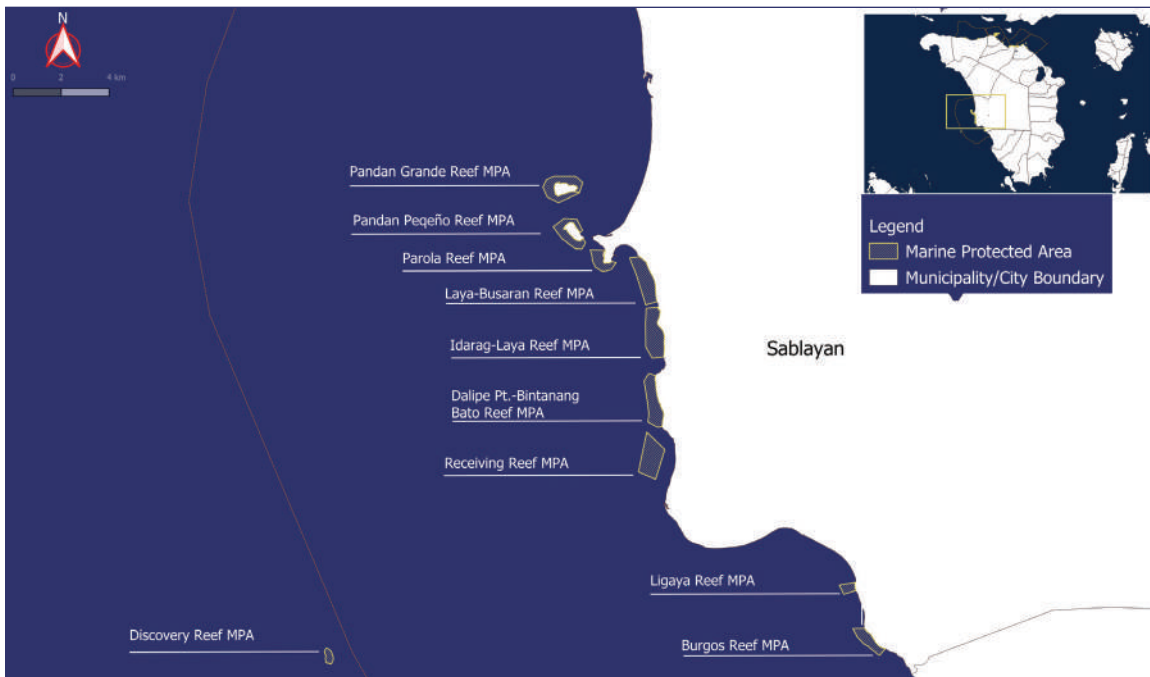 N
0 2 4 km
Pandan Grande Reef MPA
Pandan Peqeño Reef MPA
Parola Reef MPA
Laya-Busaran Reef MPA
Idarag-Laya Reef MPA
Dalipe Pt.-Bintanang
Bato Reef MPA
Receiving Reef MPA
Ligaya Reef MPA
Discovery Reef MPA
Burgos Reef MPA
Sablayan
Legend
Marine Protected Area
Municipality/City Boundary